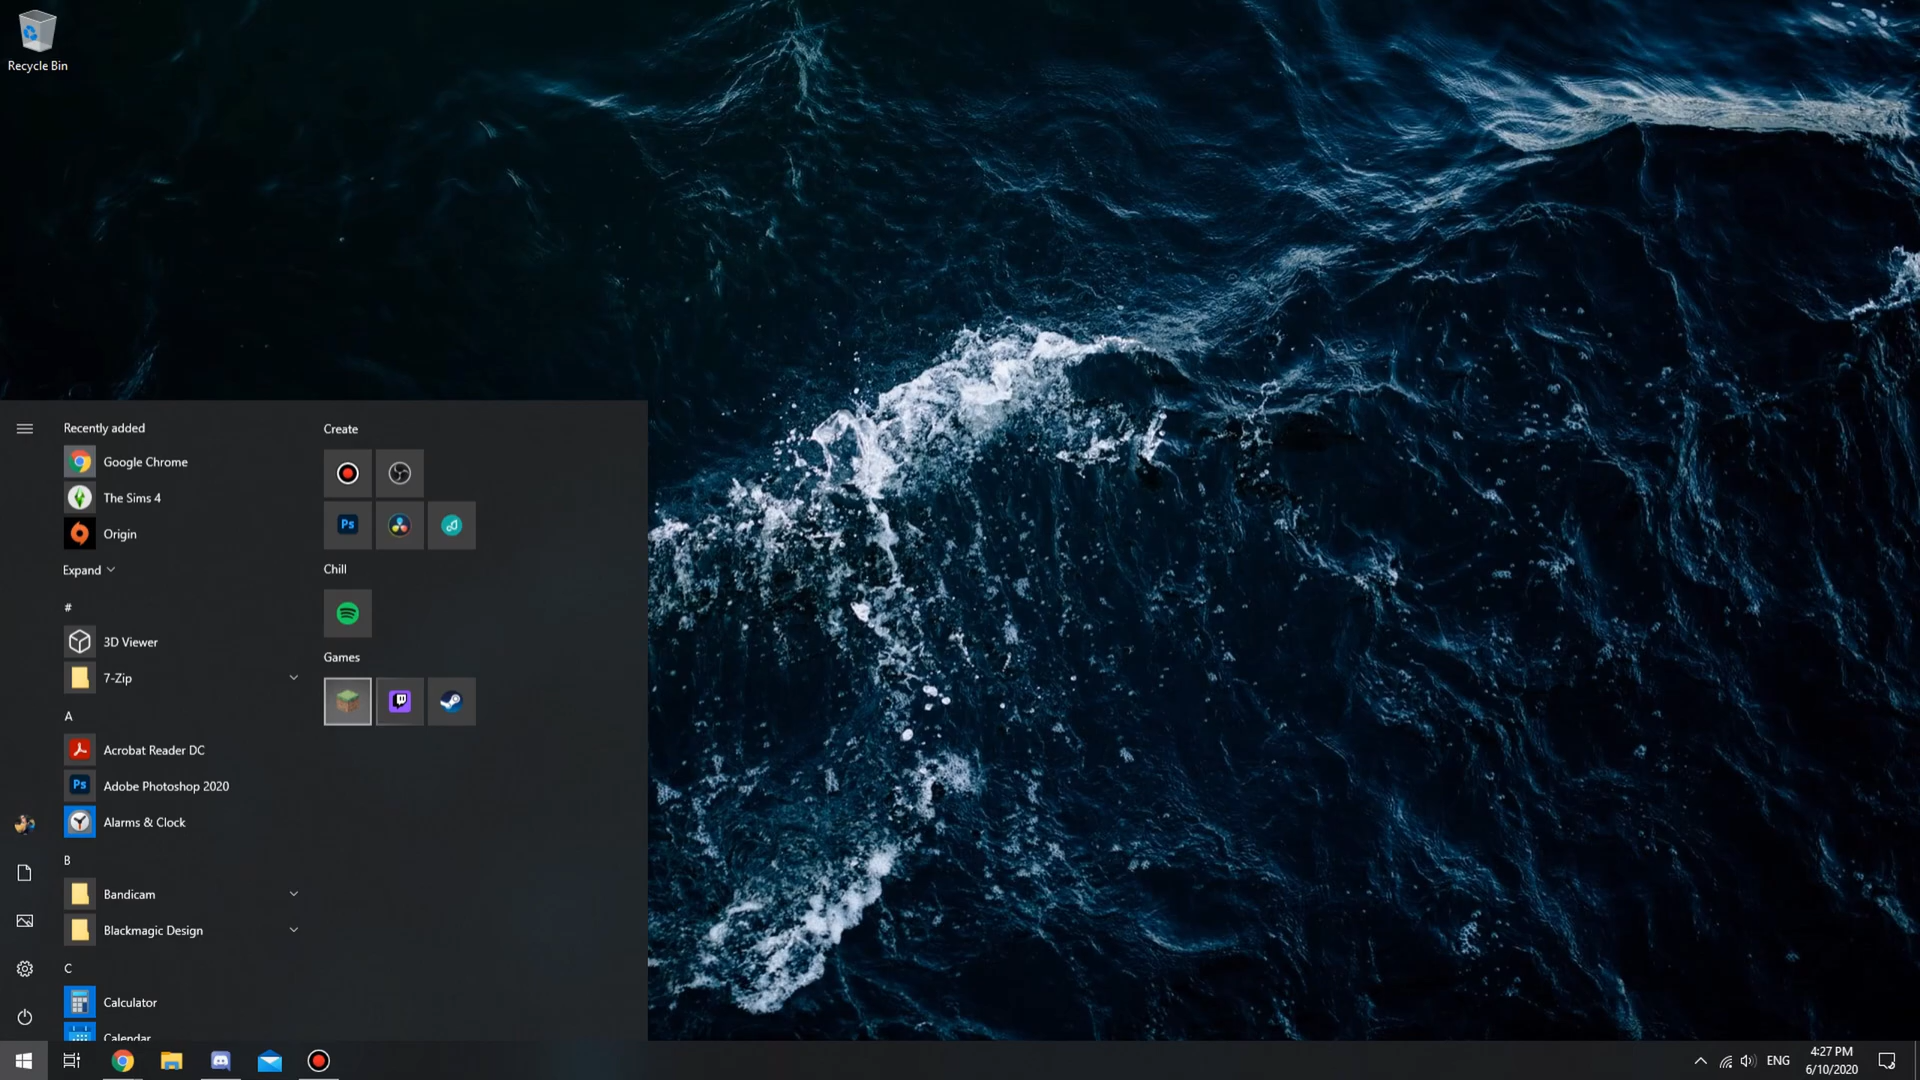 Recycle Bin
Recently added
Google Chrome
The Sims 4
Origin
Expand
#
3D Viewer
7-Zip
A
Acrobat Reader DC
Ps
Adobe Photoshop 2020
Alarms & Clock
B
Bandicam
Blackmagic Design
C
Calculator
Calendar
Create
Ps
Chill
Games
ENG
4:27 PM
6/10/2020